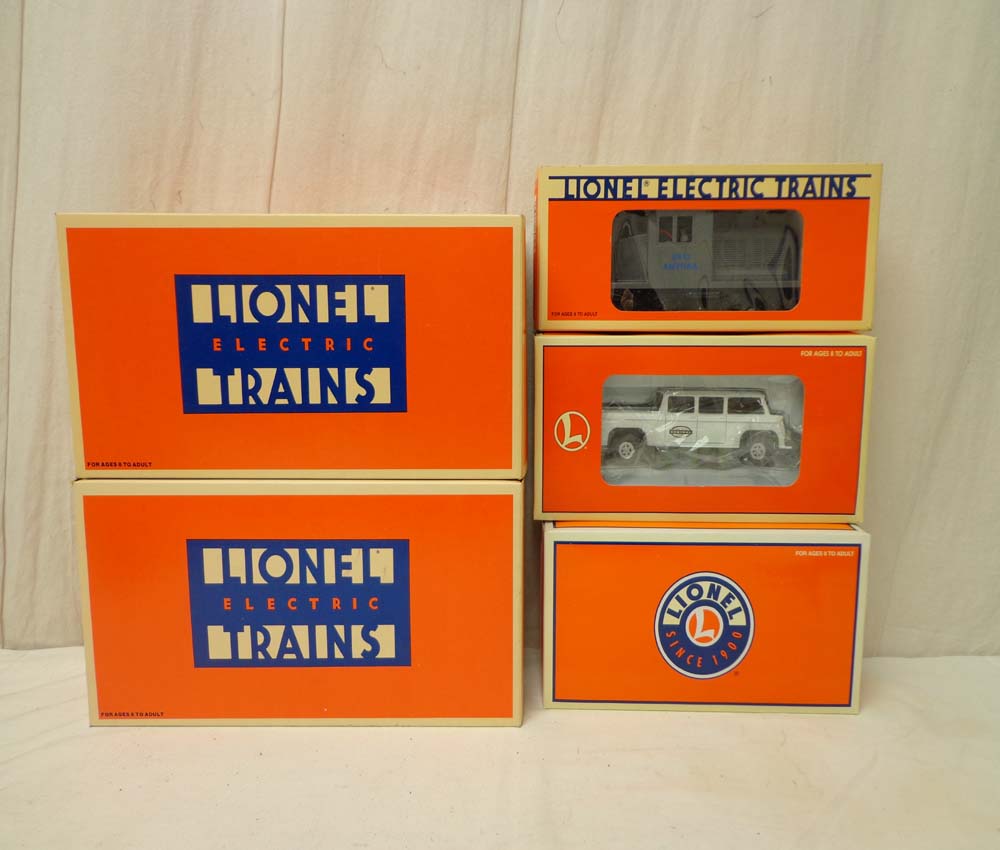 LIONEL
ELECTRIC
TRAINS
FOR AGES 8 TO ADULT
LIONEL
ELECTRIC
TRAINS
FOR AGES 8 TO ADULT
LIONEL® ELECTRIC TRAINS
FOR AGES 8 TO ADULT
FOR AGES 8 TO ADULT
L
FOR AGES 8 TO ADULT
LIONEL
L
SINCE 1900